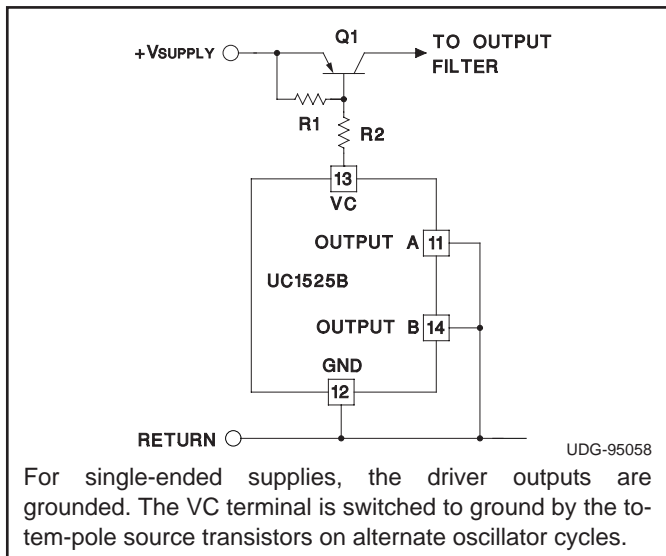 Q1
+VSUPPLY
TO OUTPUT
FILTER
R1
R2
13
VC
OUTPUT A 11
UC1525B
OUTPUT B 14
GND
12
RETURN
UDG-95058
For single-ended supplies, the driver outputs are
grounded. The VC terminal is switched to ground by the to-
tem-pole source transistors on alternate oscillator cycles.